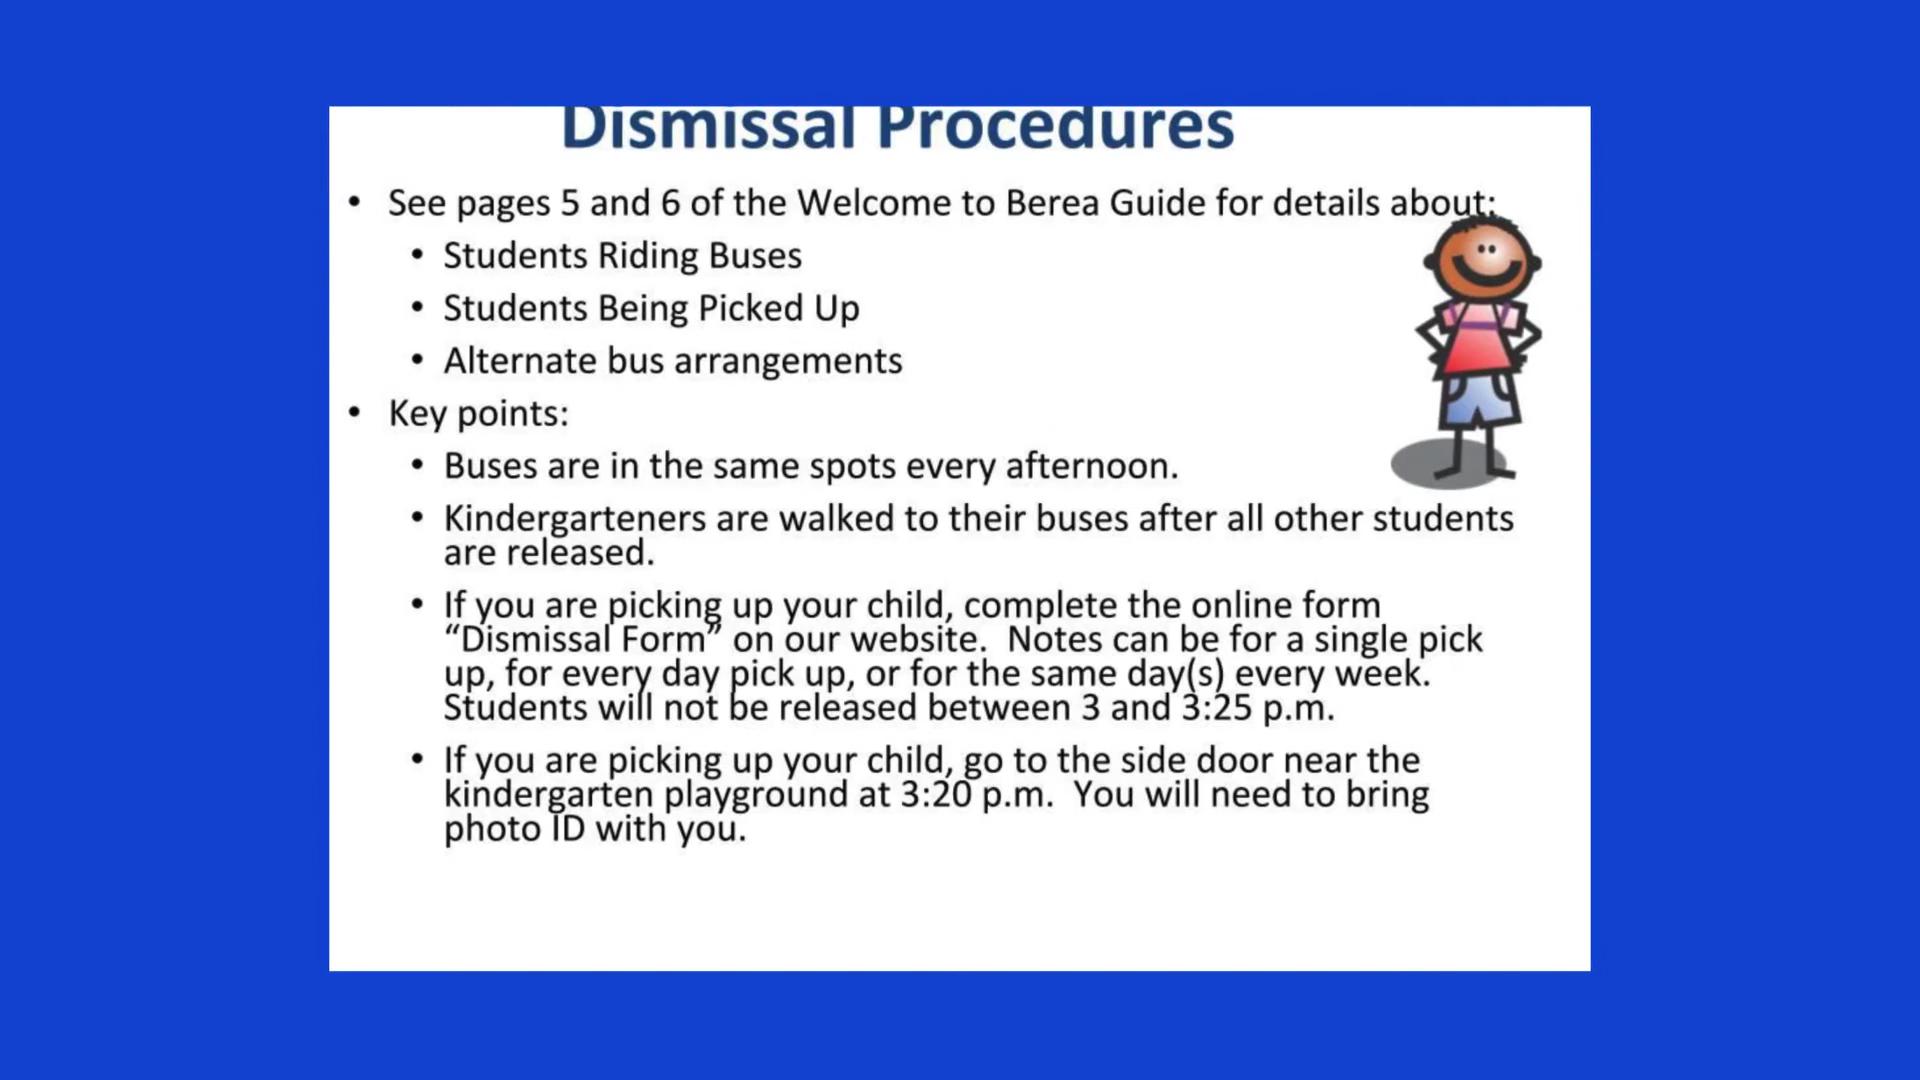 Dismissal Procedures
• See pages 5 and 6 of the Welcome to Berea Guide for details about:
• Students Riding Buses
• Students Being Picked Up
• Alternate bus arrangements
• Key points:
• Buses are in the same spots every afternoon.
• Kindergarteners are walked to their buses after all other students
are released.
• If you are picking up your child, complete the online form
“Dismissal Form” on our website.  Notes can be for a single pick
up, for every day pick up, or for the same day(s) every week.
Students will not be released between 3 and 3:25 p.m.
• If you are picking up your child, go to the side door near the
kindergarten playground at 3:20 p.m.  You will need to bring
photo ID with you.